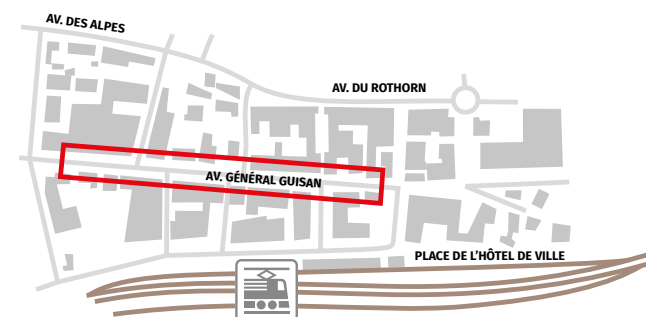 AV. DES ALPES
AV. DU ROTHORN
AV. GÉNÉRAL GUISAN
PLACE DE L'HÔTEL DE VILLE